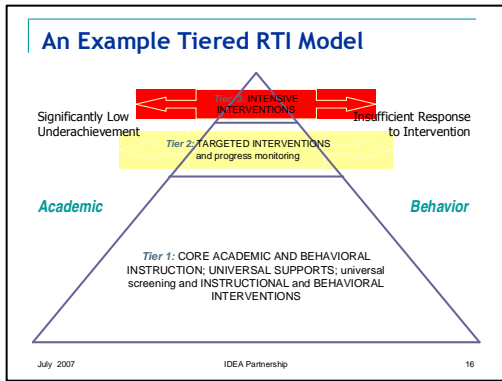 An Example Tiered RTI Model
Tier 3: INTENSIVE
INTERVENTIONS
Significantly Low
Underachievement
Insufficient Response
to Intervention
Tier 2: TARGETED INTERVENTIONS
and progress monitoring
Academic
Behavior
Tier 1: CORE ACADEMIC AND BEHAVIORAL
INSTRUCTION; UNIVERSAL SUPPORTS; universal
screening and INSTRUCTIONAL and BEHAVIORAL
INTERVENTIONS
July 2007
IDEA Partnership
16